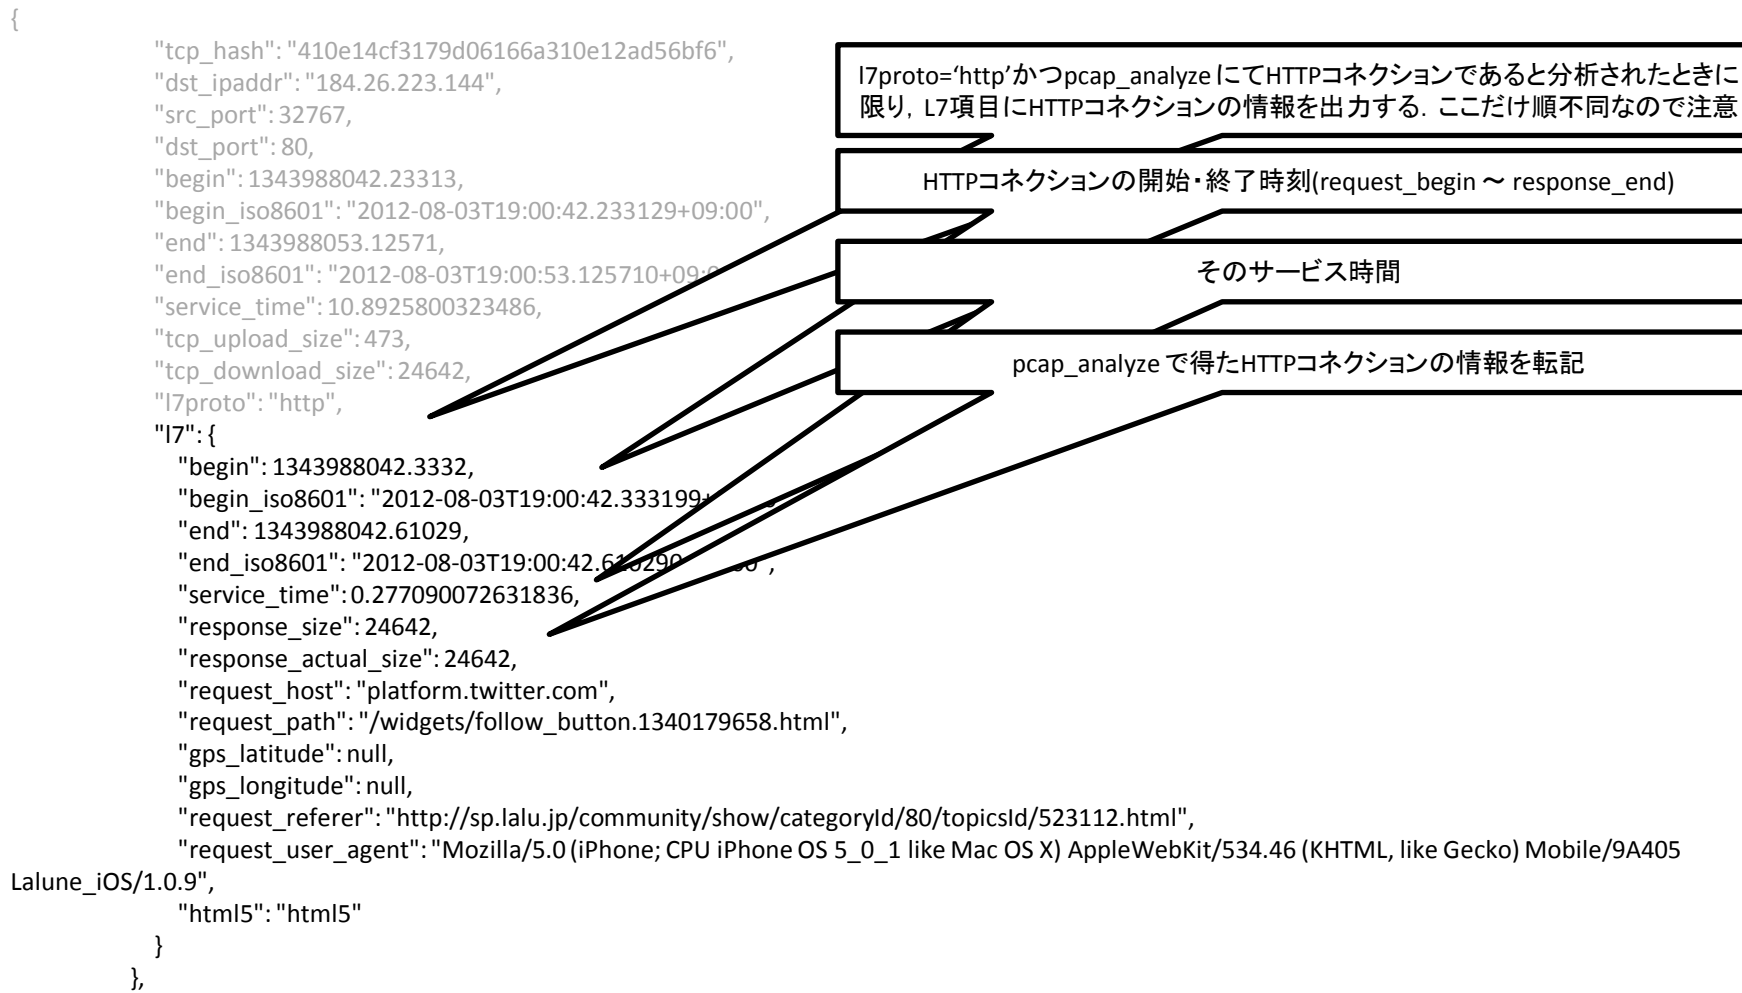 {
"tcp_hash": "410e14cf3179d06166a310e12ad56bf6",
"dst_ipaddr": "184.26.223.144",
"src_port": 32767,
"dst_port": 80,
"begin": 1343988042.23313,
"begin_iso8601": "2012-08-03T19:00:42.233129+09:00",
"end": 1343988053.12571,
"end_iso8601": "2012-08-03T19:00:53.125710+09:0
"service_time": 10.8925800323486,
"tcp_upload_size": 473,
"tcp_download_size": 24642,
"l7proto": "http",
"l7": {
"begin": 1343988042.3332,
"begin_iso8601": "2012-08-03T19:00:42.333199+
"end": 1343988042.61029,
"end_iso8601": "2012-08-03T19:00:42.610290
"service_time": 0.277090072631836,
"response_size": 24642,
"response_actual_size": 24642,
"request_host": "platform.twitter.com",
"request_path": "/widgets/follow_button.1340179658.html",
"gps_latitude": null,
"gps_longitude": null,
"request_referer": "http://sp.lalu.jp/community/show/categoryId/80/topicsId/523112.html",
"request_user_agent": "Mozilla/5.0 (iPhone; CPU iPhone OS 5_0_1 like Mac OS X) AppleWebKit/534.46 (KHTML, like Gecko) Mobile/9A405
Lalune_iOS/1.0.9",
"html5": "html5"
}
},
l7proto=‘http’かつpcap_analyzeにてHTTPコネクションであると分析されたときに
限り，L7項目にHTTPコネクションの情報を出力する．ここだけ順不同なので注意
HTTPコネクションの開始・終了時刻(request_begin ～ response_end)
そのサービス時間
pcap_analyzeで得たHTTPコネクションの情報を転記